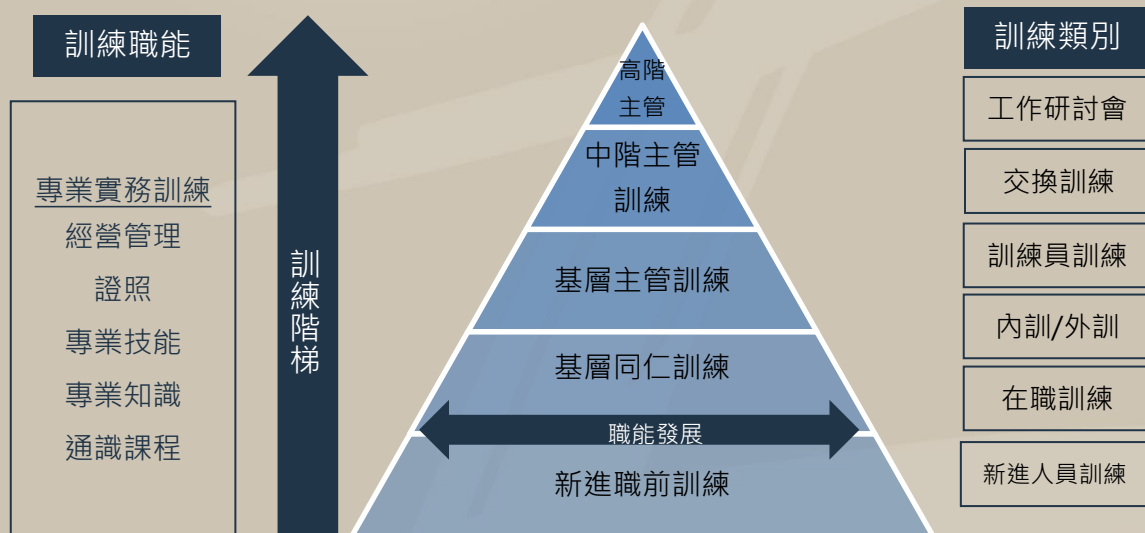 訓練職能
專業實務訓練
經營管理
證照
專業技能
專業知識
通識課程
訓練階梯
高階
主管
中階主管
訓練
基層主管訓練
基層同仁訓練
職能發展
新進職前訓練
訓練類別
工作研討會
交換訓練
訓練員訓練
內訓/外訓
在職訓練
新進人員訓練